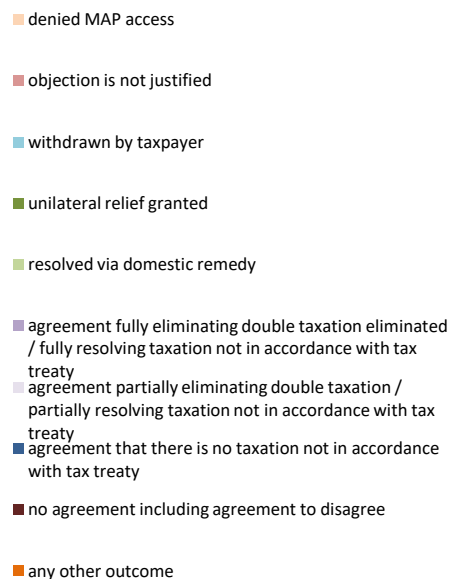 denied MAP access
objection is not justified
withdrawn by taxpayer
unilateral relief granted
resolved via domestic remedy
agreement fully eliminating double taxation eliminated
/ fully resolving taxation not in accordance with tax
treaty
agreement partially eliminating double taxation /
partially resolving taxation not in accordance with tax
treaty
agreement that there is no taxation not in accordance
with tax treaty
no agreement including agreement to disagree
any other outcome